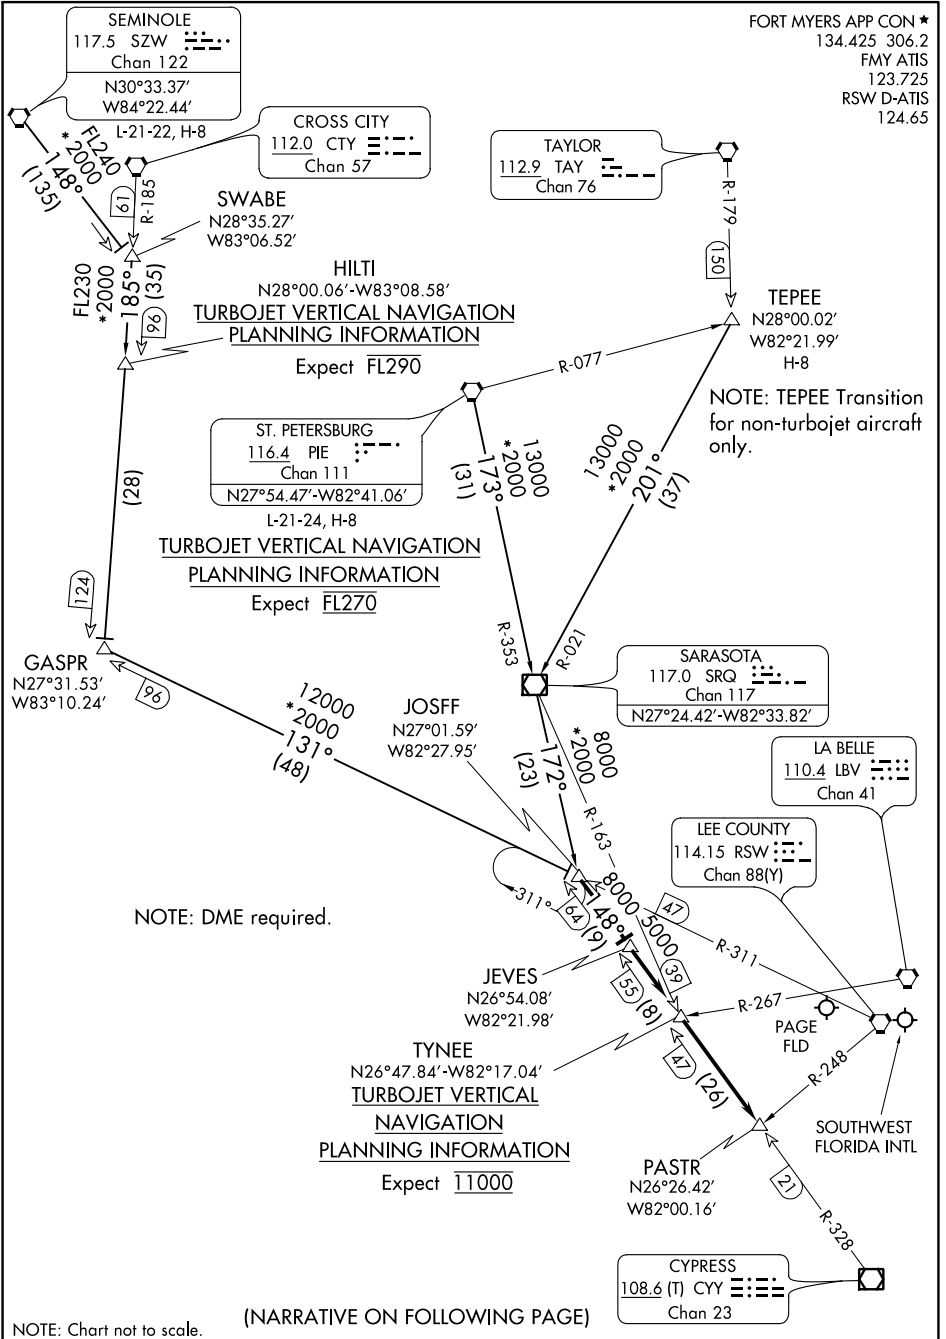 SEMINOLE
117.5 SZW
Chan 122
N30°33.37′
W84°22.44′
L-21-22, H-8
FORT MYERS APP CON ★
134.425 306.2
FMY ATIS
123.725
RSW D-ATIS
124.65
CROSS CITY
112.0 CTY
Chan 57
TAYLOR
112.9 TAY
Chan 76
FL240
*2000
148°
(135)
61
R-185
R-179
150
SWABE
N28°35.27′
W83°06.52′
FL230
*2000
185°
(35)
96
HILTI
N28°00.06′-W83°08.58′
TURBOJET VERTICAL NAVIGATION
PLANNING INFORMATION
Expect FL290
TEPEE
N28°00.02′
W82°21.99′
H-8
R-077
NOTE: TEPEE Transition
for non-turbojet aircraft
only.
ST. PETERSBURG
116.4 PIE
Chan 111
N27°54.47′-W82°41.06′
L-21-24, H-8
TURBOJET VERTICAL NAVIGATION
PLANNING INFORMATION
Expect FL270
13000
*2000
173°
(31)
13000
*2000
201°
(37)
(28)
124
R-353
R-021
GASPR
N27°31.53′
W83°10.24′
96
SARASOTA
117.0 SRQ
Chan 117
N27°24.42′-W82°33.82′
12000
*2000
131°
(48)
JOSFF
N27°01.59′
W82°27.95′
8000
*2000
172°
(23)
R-163
LA BELLE
110.4 LBV
Chan 41
LEE COUNTY
114.15 RSW
Chan 88(Y)
NOTE: DME required.
311°
64
148°
(9)
8000
5000
47
39
R-311
JEVES
N26°54.08′
W82°21.98′
55
(8)
R-267
PAGE
FLD
TYNEE
N26°47.84′-W82°17.04′
TURBOJET VERTICAL
NAVIGATION
PLANNING INFORMATION
Expect 11000
47
(26)
R-248
SOUTHWEST
FLORIDA INTL
PASTR
N26°26.42′
W82°00.16′
21
R-328
CYPRESS
108.6 (T) CYY
Chan 23
(NARRATIVE ON FOLLOWING PAGE)
NOTE: Chart not to scale.